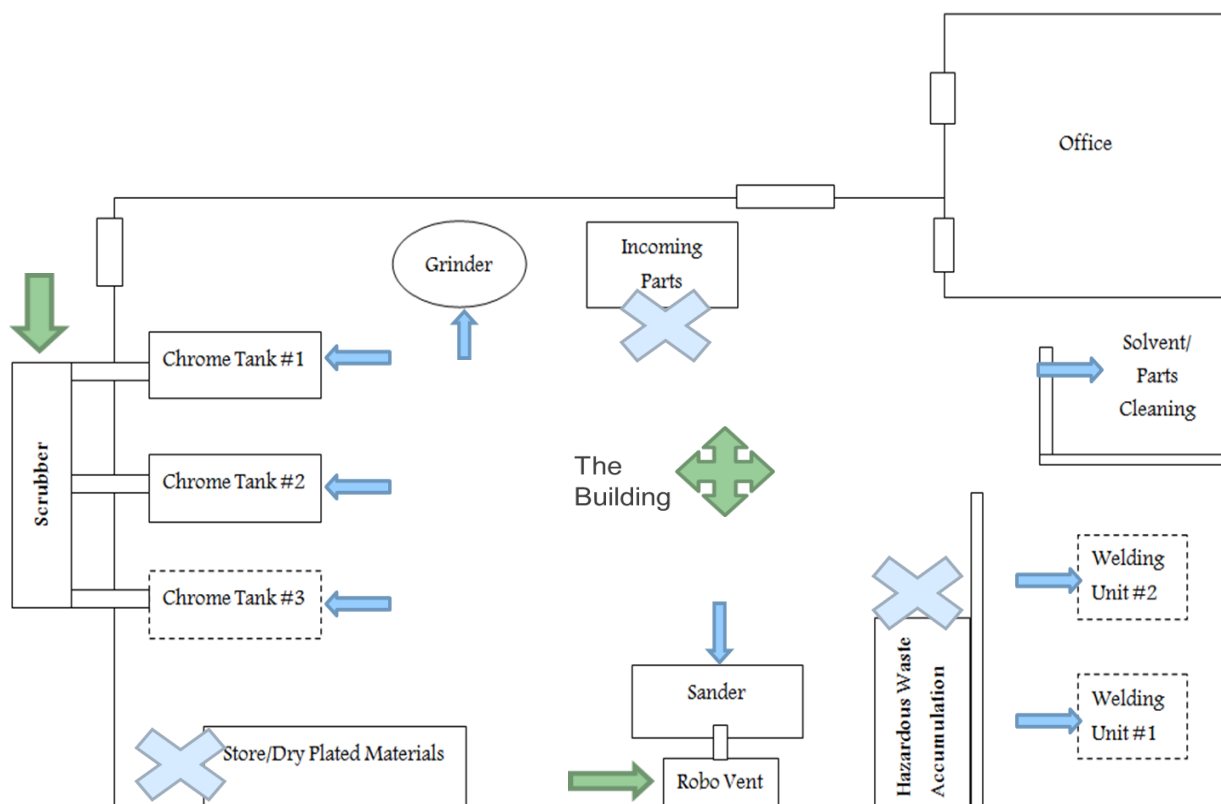 Office
Incoming
Parts
Grinder
Solvent/
Parts
Cleaning
Chrome Tank #1
Scrubber
The
Building
Chrome Tank #2
Welding
Unit #2
Chrome Tank #3
Hazardous Waste
Accumulation
Sander
Welding
Unit #1
Store/Dry Plated Materials
Robo Vent